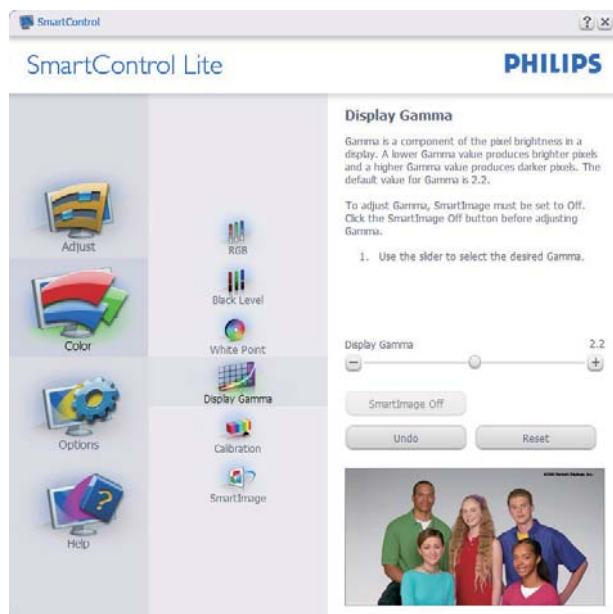 SmartControl
SmartControl Lite
PHILIPS
Adjust
Color
Options
Help
RGB
Black Level
White Point
Display Gamma
Calibration
SmartImage
Display Gamma
Gamma is a component of the pixel brightness in a
display. A lower Gamma value produces brighter pixels
and a higher Gamma value produces darker pixels. The
default value for Gamma is 2.2.
To adjust Gamma, SmartImage must be set to Off.
Click the SmartImage Off button before adjusting
Gamma.
1. Use the slider to select the desired Gamma.
Display Gamma 2.2
SmartImage Off
Undo Reset